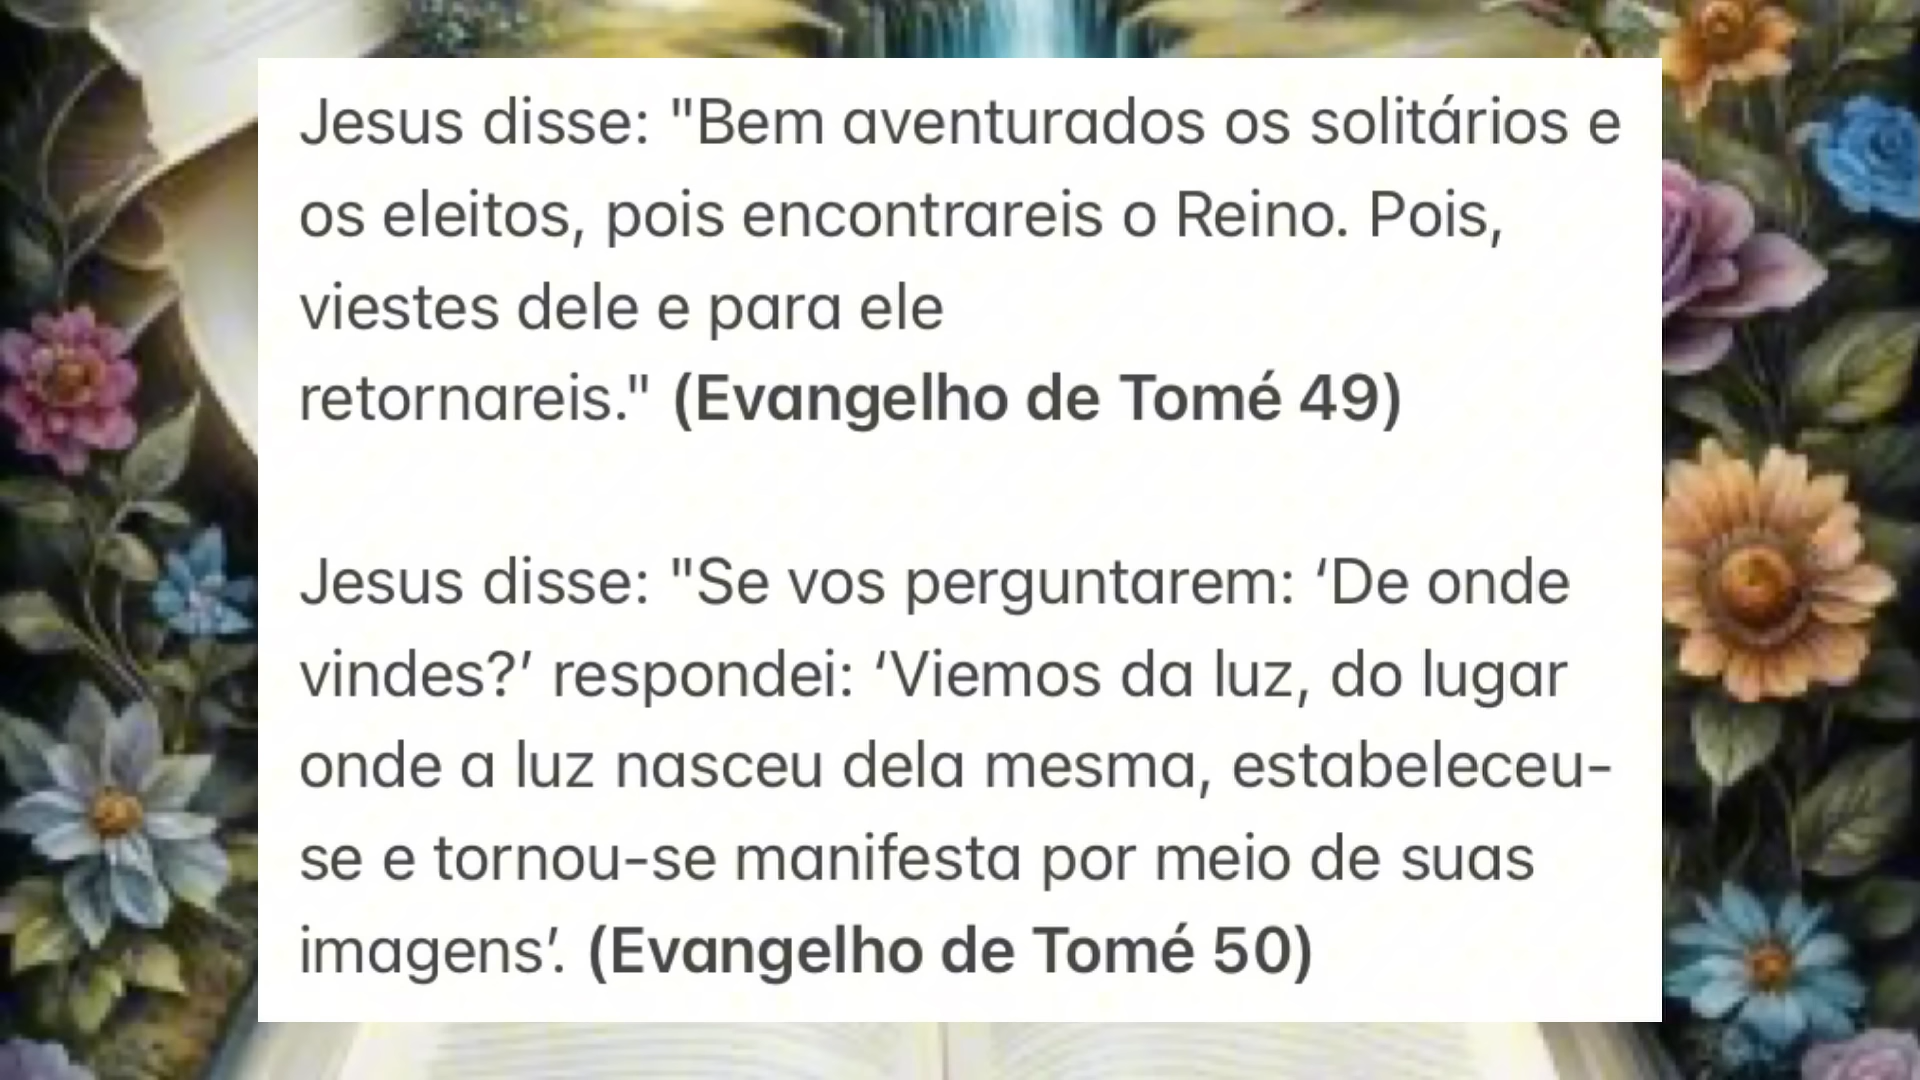 Jesus disse: "Bem aventurados os solitários e
os eleitos, pois encontrareis o Reino. Pois,
viestes dele e para ele
retornareis." (Evangelho de Tomé 49)
Jesus disse: "Se vos perguntarem: ‘De onde
vindes?’ respondei: ‘Viemos da luz, do lugar
onde a luz nasceu dela mesma, estabeleceu-
se e tornou-se manifesta por meio de suas
imagens’. (Evangelho de Tomé 50)